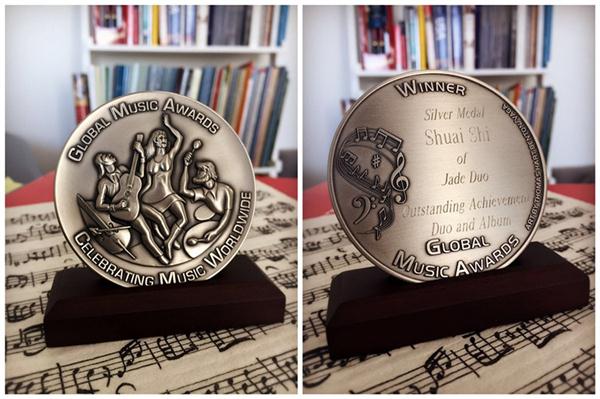 GLOBAL MUSIC AWARDS
CELEBRATING MUSIC WORLDWIDE
WINNER
Silver Medal
Shuai Shi
of
Jade Duo
Outstanding Achievement
Duo and Album
GLOBAL
MUSIC AWARDS